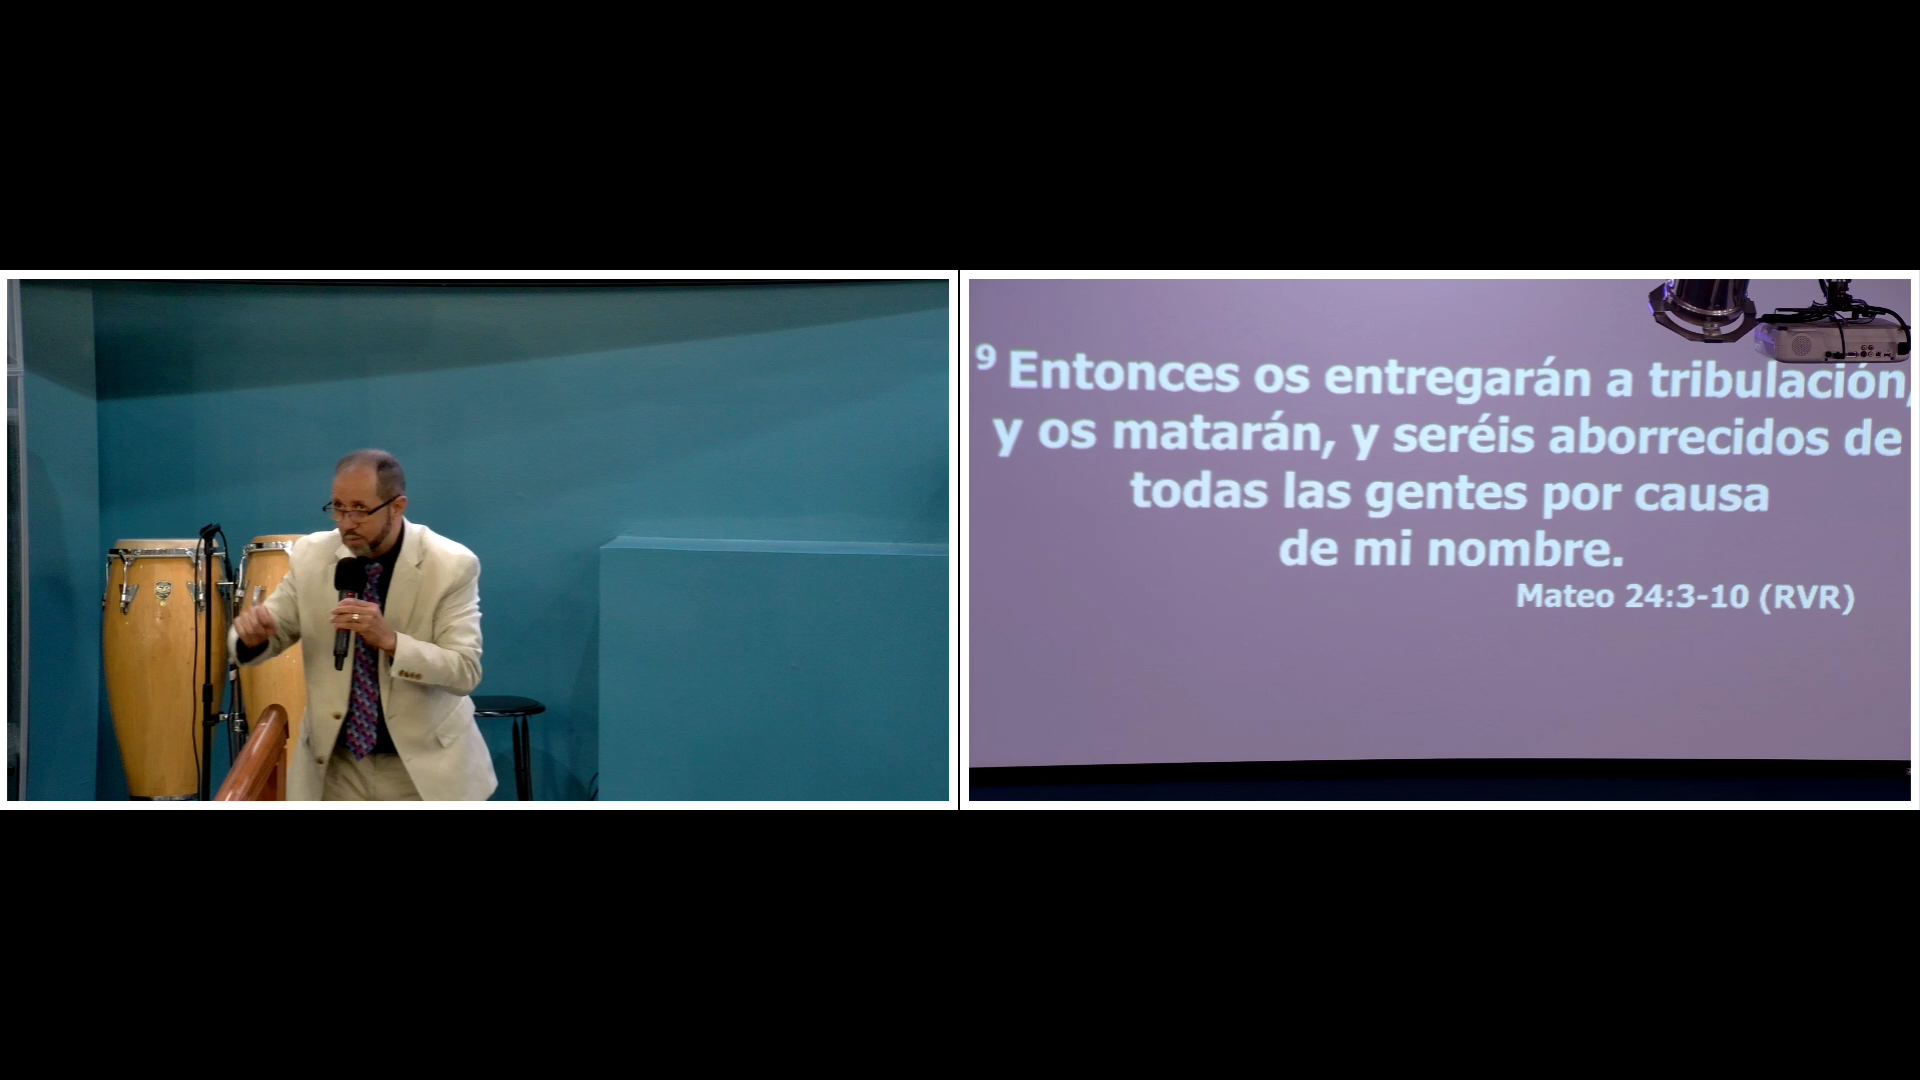 9 Entonces os entregarán a tribulación,
y os matarán, y seréis aborrecidos de
todas las gentes por causa
de mi nombre.
Mateo 24:3-10 (RVR)